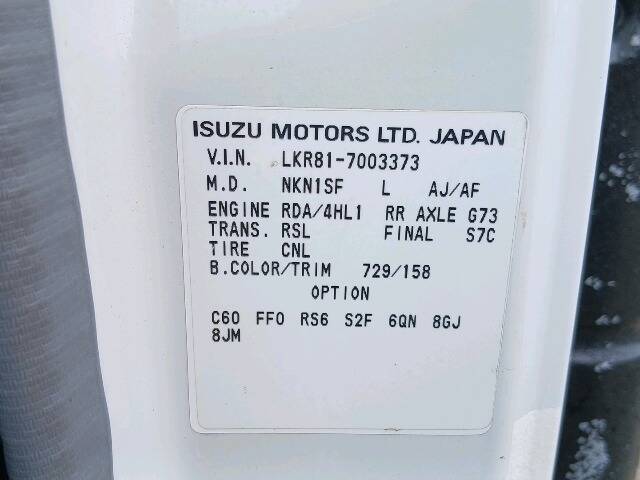 ISUZU MOTORS LTD. JAPAN
V.I.N. LKR81-7003373
M.D. NKN1SF L AJ/AF
ENGINE RDA/4HL1 RR AXLE G73
TRANS. RSL FINAL S7C
TIRE CNL
B.COLOR/TRIM 729/158
OPTION
C60 FFO RS6 S2F 6QN 8GJ
8JM